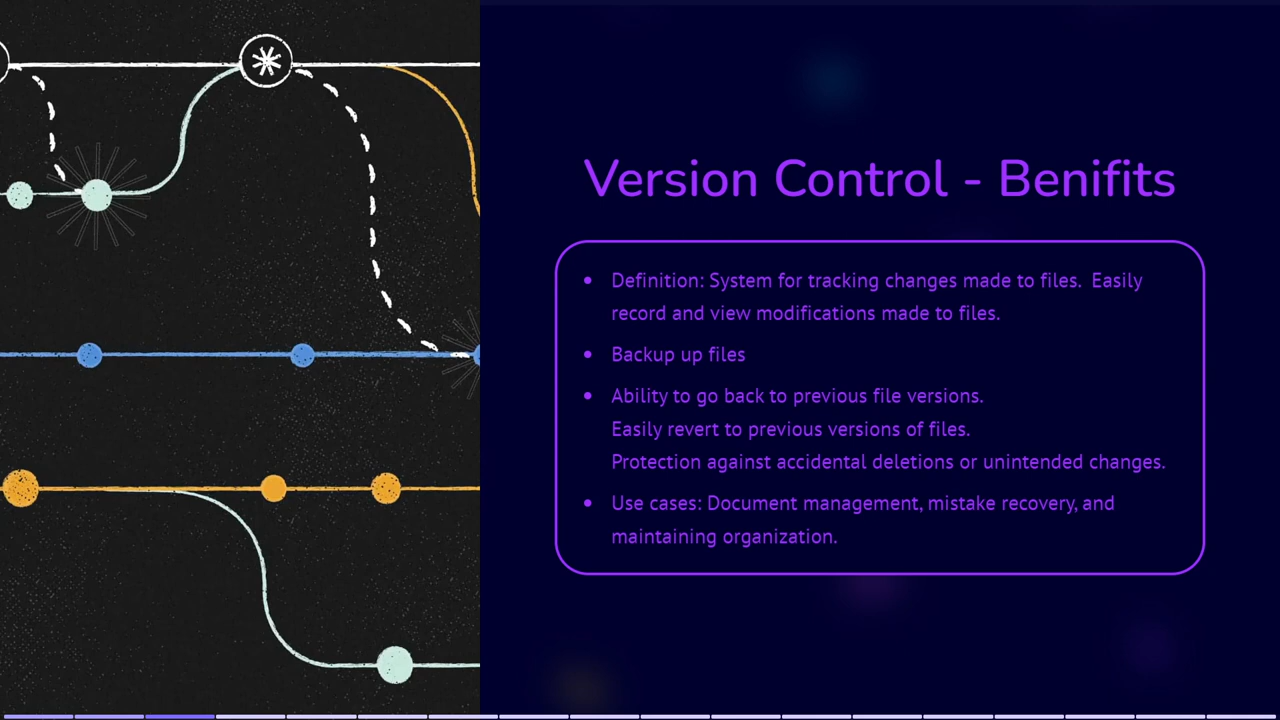 Version Control - Benifits
• Definition: System for tracking changes made to files.  Easily
record and view modifications made to files.
• Backup up files
• Ability to go back to previous file versions.
Easily revert to previous versions of files.
Protection against accidental deletions or unintended changes.
• Use cases: Document management, mistake recovery, and
maintaining organization.